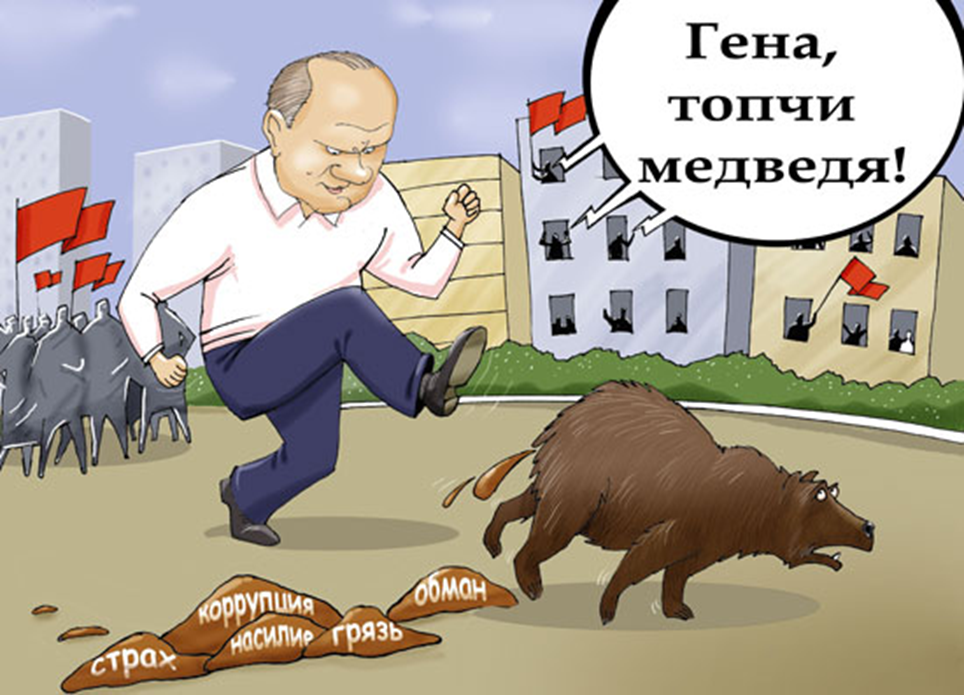 Гена,
топчи
медведя!
коррупция
обман
насилие
грязь
страх